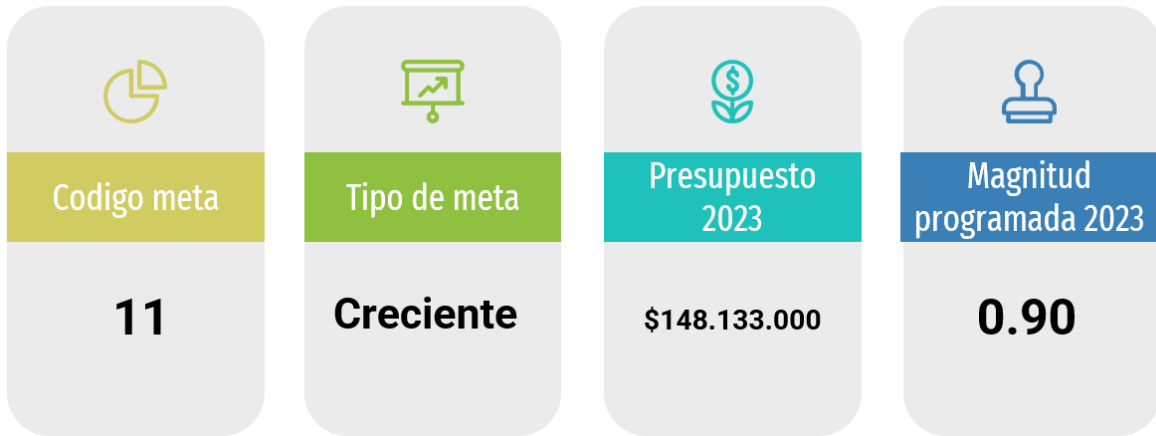 Codigo meta
Tipo de meta
Presupuesto
2023
Magnitud
programada 2023
11
Creciente
$148.133.000
0.90